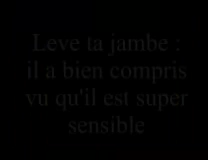 Leve ta jambe :
il a bien compris
vu qu'il est super
sensible